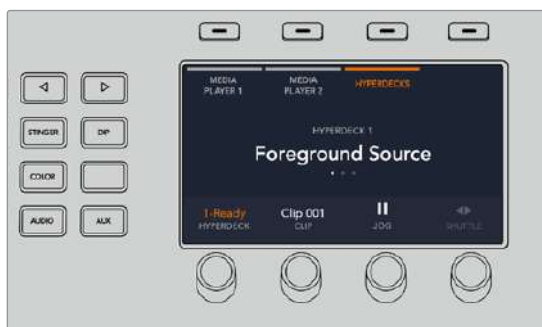 MEDIA
PLAYER 1
MEDIA
PLAYER 2
HYPERDECKS
STINGER
DIP
HYPERDECK 1
Foreground Source
COLOR
AUDIO
AUX
1-Ready
HYPERDECK
Clip 001
CLIP
JOG
SHUTTLE